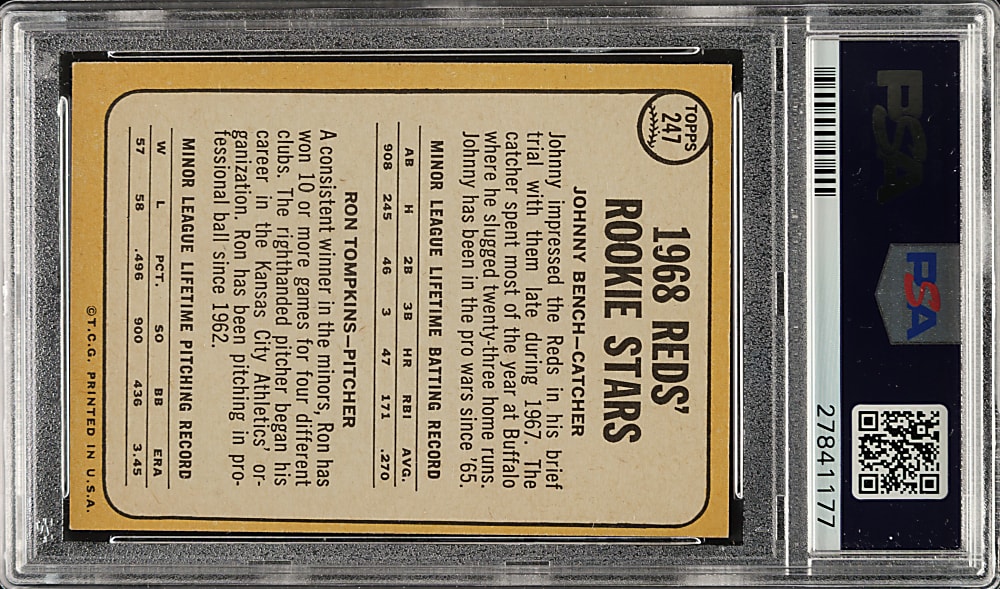 PSA
PSA
27841177
TOPPS
247
1968 REDS'
ROOKIE STARS
JOHNNY BENCH—CATCHER
Johnny impressed the Reds in his brief
trial with them late during 1967. The
catcher spent most of the year at Buffalo
where he slugged twenty-three home runs.
Johnny has been in the pro wars since '65.
MINOR LEAGUE LIFETIME BATTING RECORD
AB H 2B 3B HR RBI AVG.
908 245 46 3 47 171 .270
RON TOMPKINS—PITCHER
A consistent winner in the minors, Ron has
won 10 or more games for four different
clubs. The righthanded pitcher began his
career in the Kansas City Athletics' or-
ganization. Ron has been pitching in pro-
fessional ball since 1962.
MINOR LEAGUE LIFETIME PITCHING RECORD
W L PCT. SO BB ERA
57 58 .496 900 436 3.45
©T.C.G. PRINTED IN U.S.A.